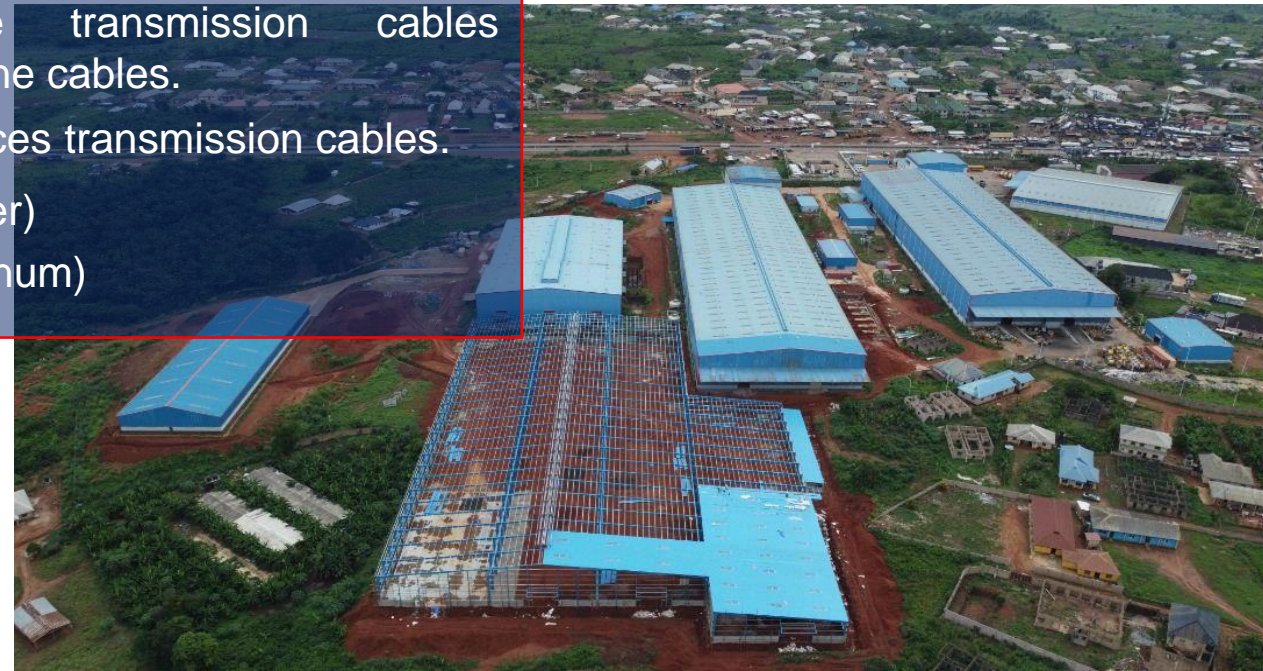 transmission cables
ne cables.
ces transmission cables.
er)
num)